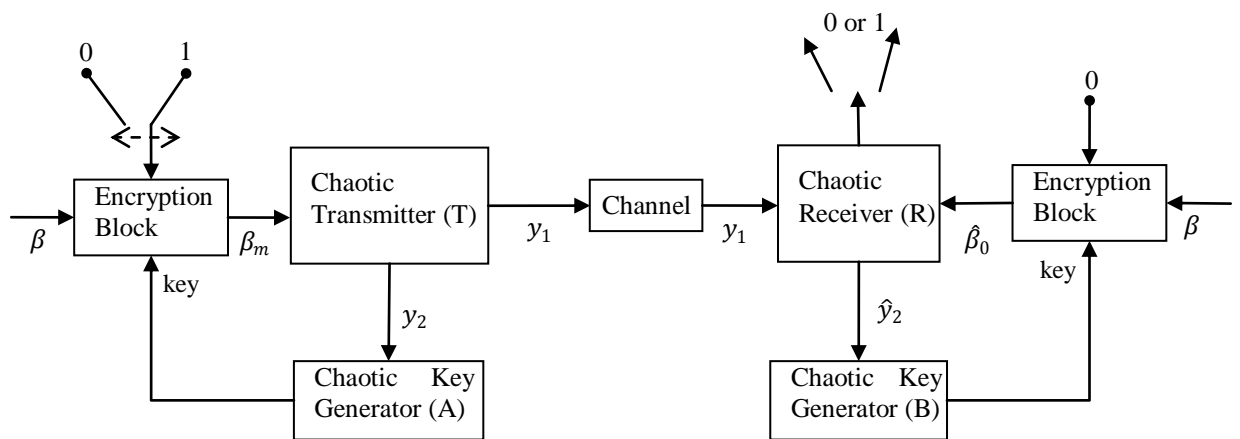 0
1
0 or 1
0
Encryption
Block
Chaotic
Transmitter (T)
Channel
Chaotic
Receiver (R)
Encryption
Block
β
βₘ
y₁
y₁
β̂₀
β
key
y₂
ŷ₂
key
Chaotic Key
Generator (A)
Chaotic Key
Generator (B)